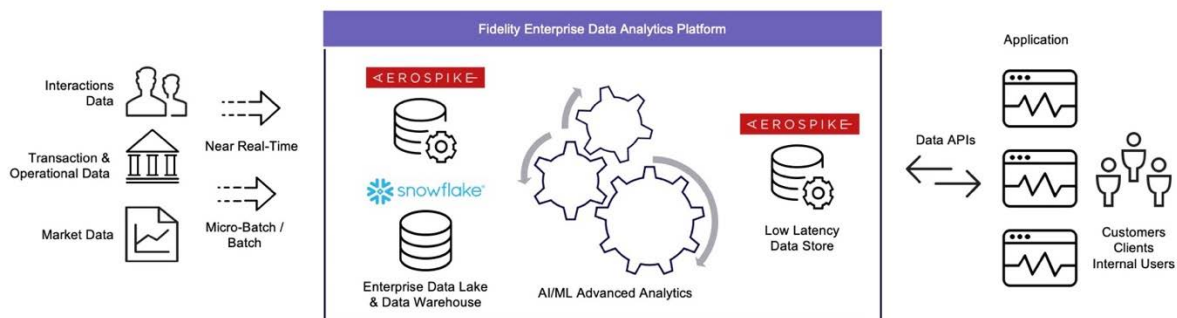 Fidelity Enterprise Data Analytics Platform
Interactions
Data
Transaction &
Operational Data
Market Data
Near Real-Time
Micro-Batch /
Batch
AEROSPIKE
snowflake
Enterprise Data Lake
& Data Warehouse
AI/ML Advanced Analytics
AEROSPIKE
Low Latency
Data Store
Data APIs
Application
Customers
Clients
Internal Users